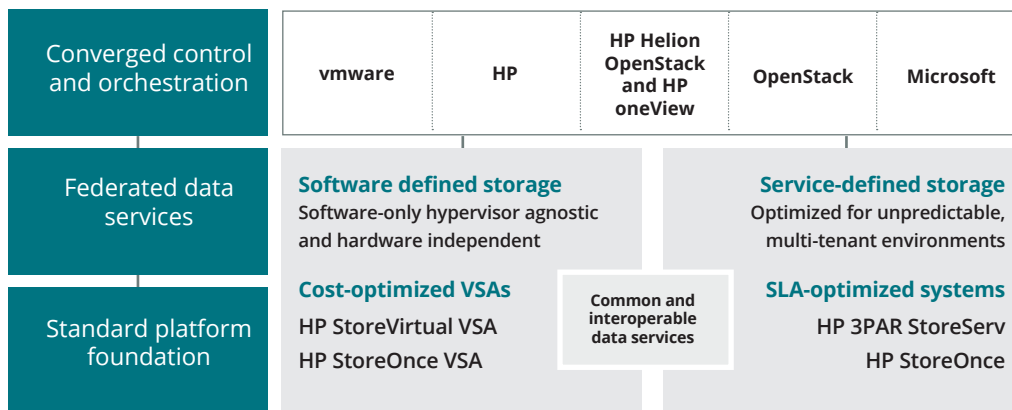 Converged control
and orchestration
vmware
HP
HP Helion
OpenStack
and HP
oneView
OpenStack
Microsoft
Federated data
services
Software defined storage
Software-only hypervisor agnostic
and hardware independent
Service-defined storage
Optimized for unpredictable,
multi-tenant environments
Standard platform
foundation
Cost-optimized VSAs
HP StoreVirtual VSA
HP StoreOnce VSA
Common and
interoperable
data services
SLA-optimized systems
HP 3PAR StoreServ
HP StoreOnce